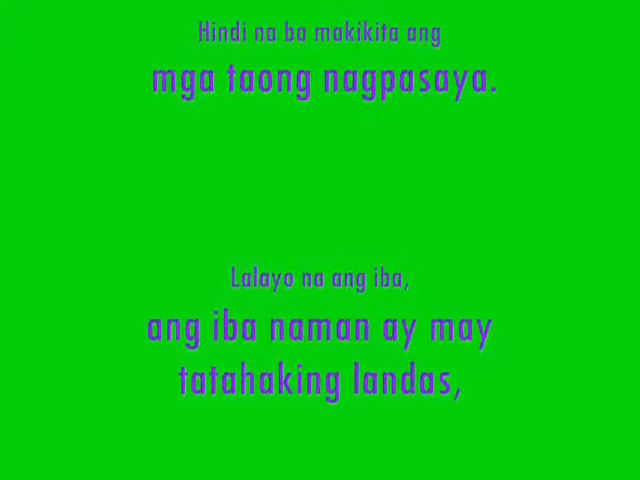 Hindi na ba makikita ang
mga taong nagpasaya.
Lalayo na ang iba,
ang iba naman ay may
tatahaking landas,